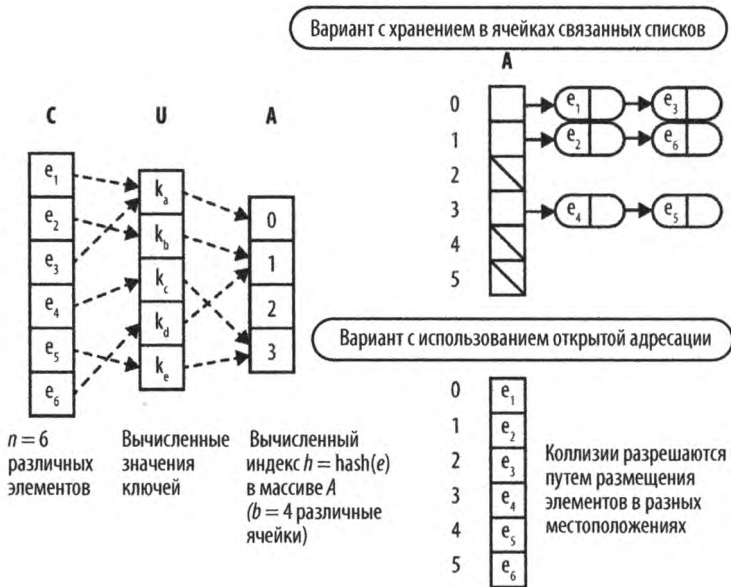 Вариант с хранением в ячейках связанных списков
A
0 e₁ e₃
1 e₂ e₆
2
3 e₄ e₅
4
5
C U A
e₁
e₂
e₃
e₄
e₅
e₆
kₐ
k_b
k_c
k_d
kₑ
0
1
2
3
n = 6
различных
элементов
Вычисленные
значения
ключей
Вычисленный
индекс h = hash(e)
в массиве A
(b = 4 различные
ячейки)
Вариант с использованием открытой адресации
0 e₁
1 e₂
2 e₃
3 e₄
4 e₅
5 e₆
Коллизии разрешаются
путем размещения
элементов в разных
местоположениях